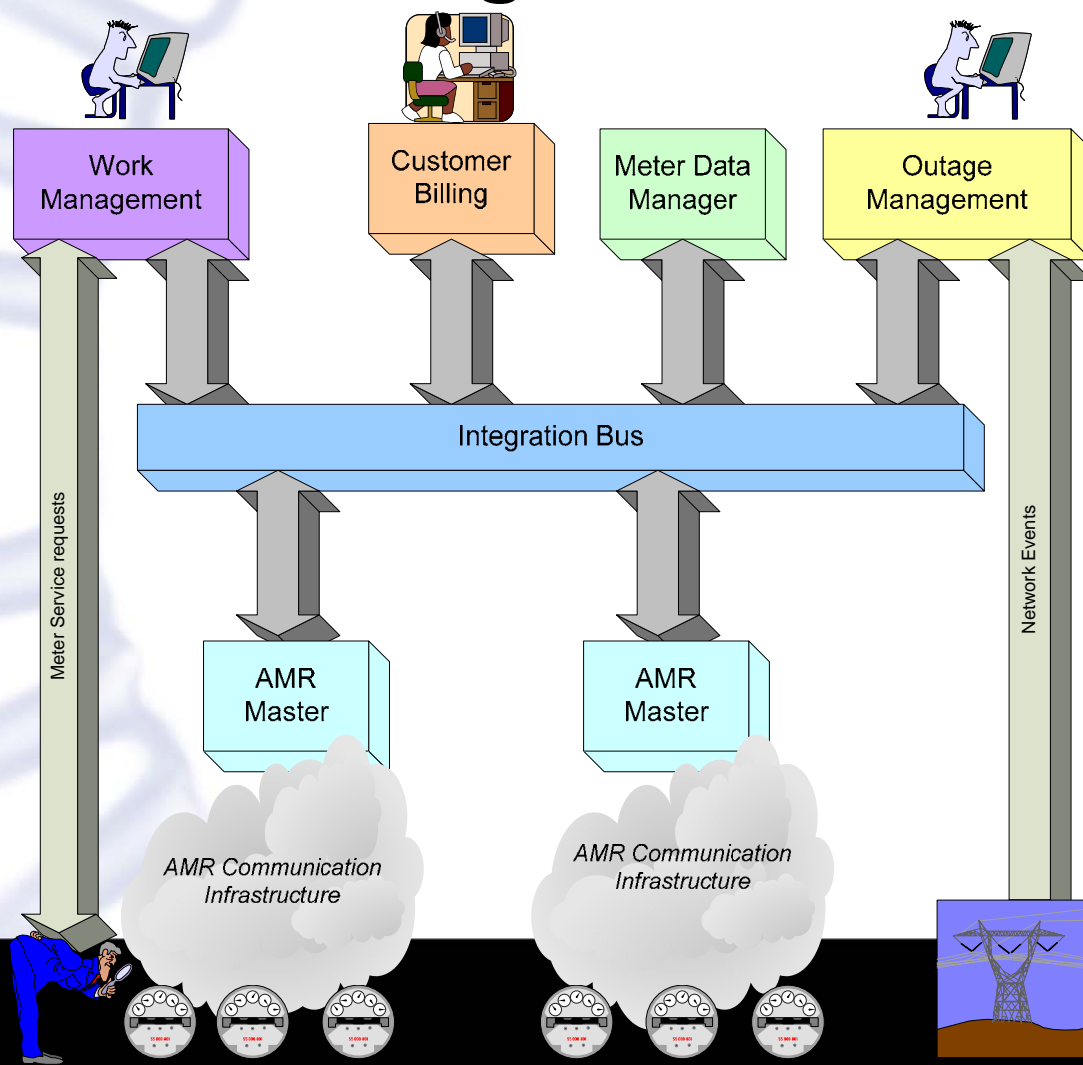 Work
Management
Customer
Billing
Meter Data
Manager
Outage
Management
Integration Bus
Meter Service requests
Network Events
AMR
Master
AMR
Master
AMR Communication
Infrastructure
AMR Communication
Infrastructure